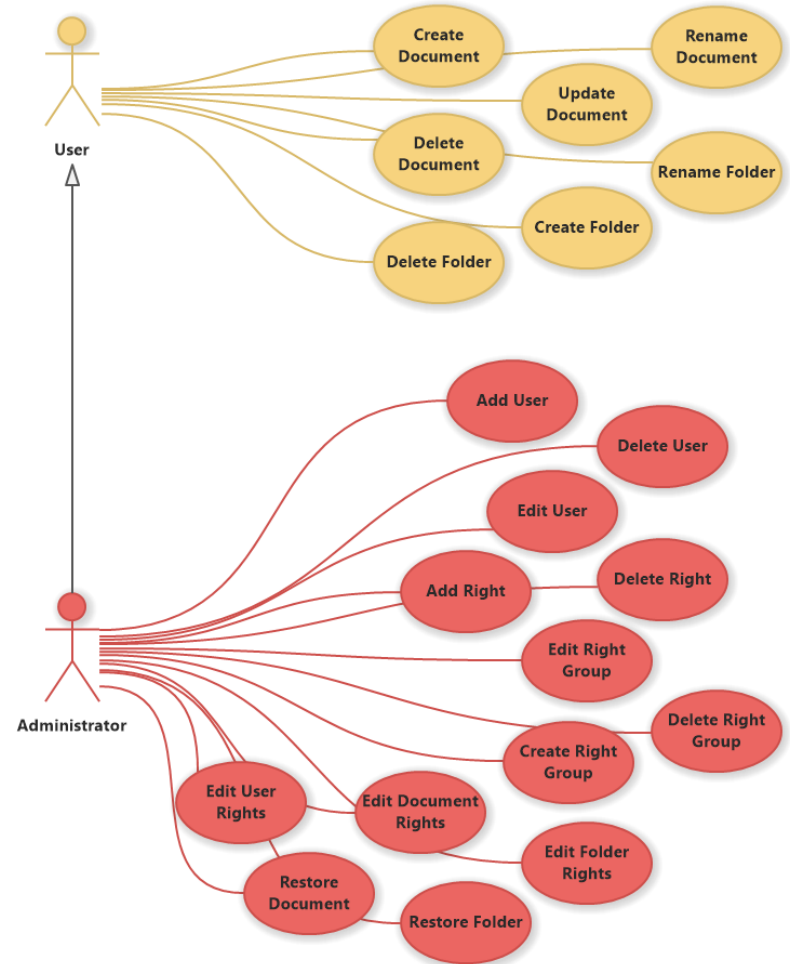 Create
Document
Rename
Document
Update
Document
Delete
Document
Rename Folder
Create Folder
Delete Folder
User
Add User
Delete User
Edit User
Add Right
Delete Right
Edit Right
Group
Delete Right
Group
Create Right
Group
Administrator
Edit User
Rights
Edit Document
Rights
Edit Folder
Rights
Restore
Document
Restore Folder